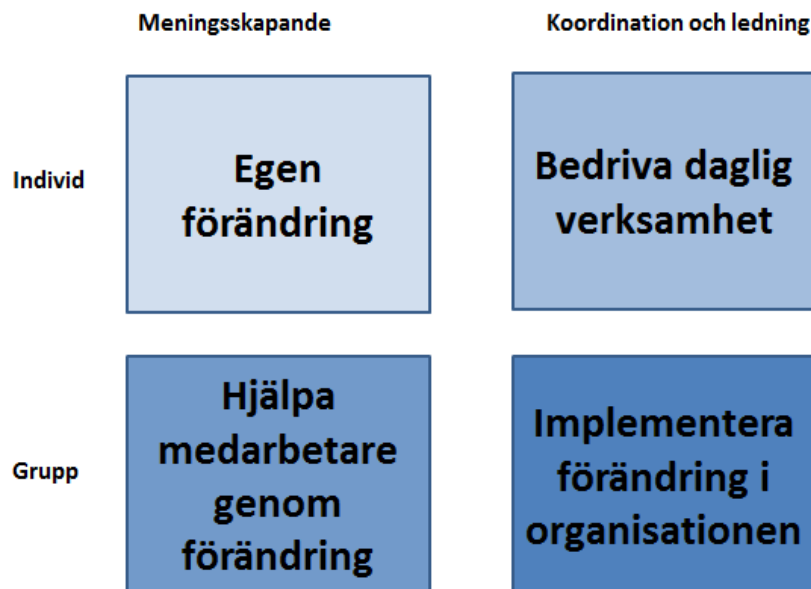 Meningsskapande
Koordination och ledning
Individ
Egen
förändring
Bedriva daglig
verksamhet
Grupp
Hjälpa
medarbetare
genom
förändring
Implementera
förändring i
organisationen